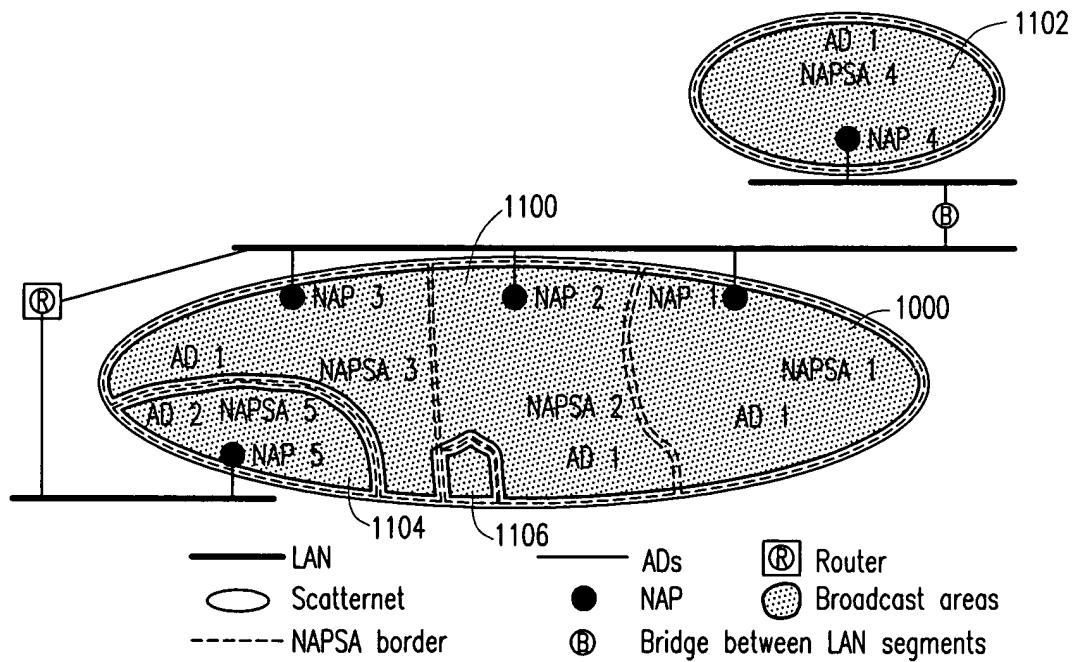 1102
AD 1
NAPSA 4
NAP 4
B
1100
R
NAP 3
NAP 2
NAP 1
1000
AD 1
NAPSA 3
NAPSA 1
AD 2
NAPSA 5
NAPSA 2
AD 1
NAP 5
AD 1
1104
1106
LAN
ADs
R Router
Scatternet
NAP
Broadcast areas
NAPSA border
B Bridge between LAN segments